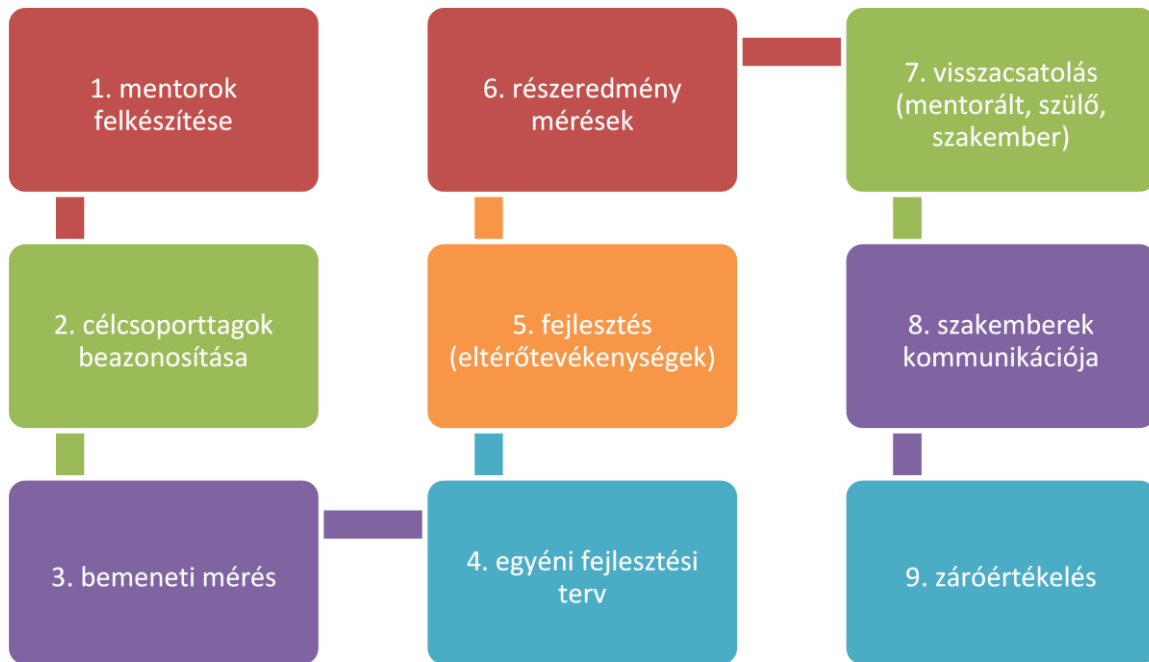 1. mentorok
felkészítése
2. célcsoporttagok
beazonosítása
3. bemeneti mérés
4. egyéni fejlesztési
terv
5. fejlesztés
(eltérőtevékenységek)
6. részeredmény
mérések
7. visszacsatolás
(mentorált, szülő,
szakember)
8. szakemberek
kommunikációja
9. záróértékelés